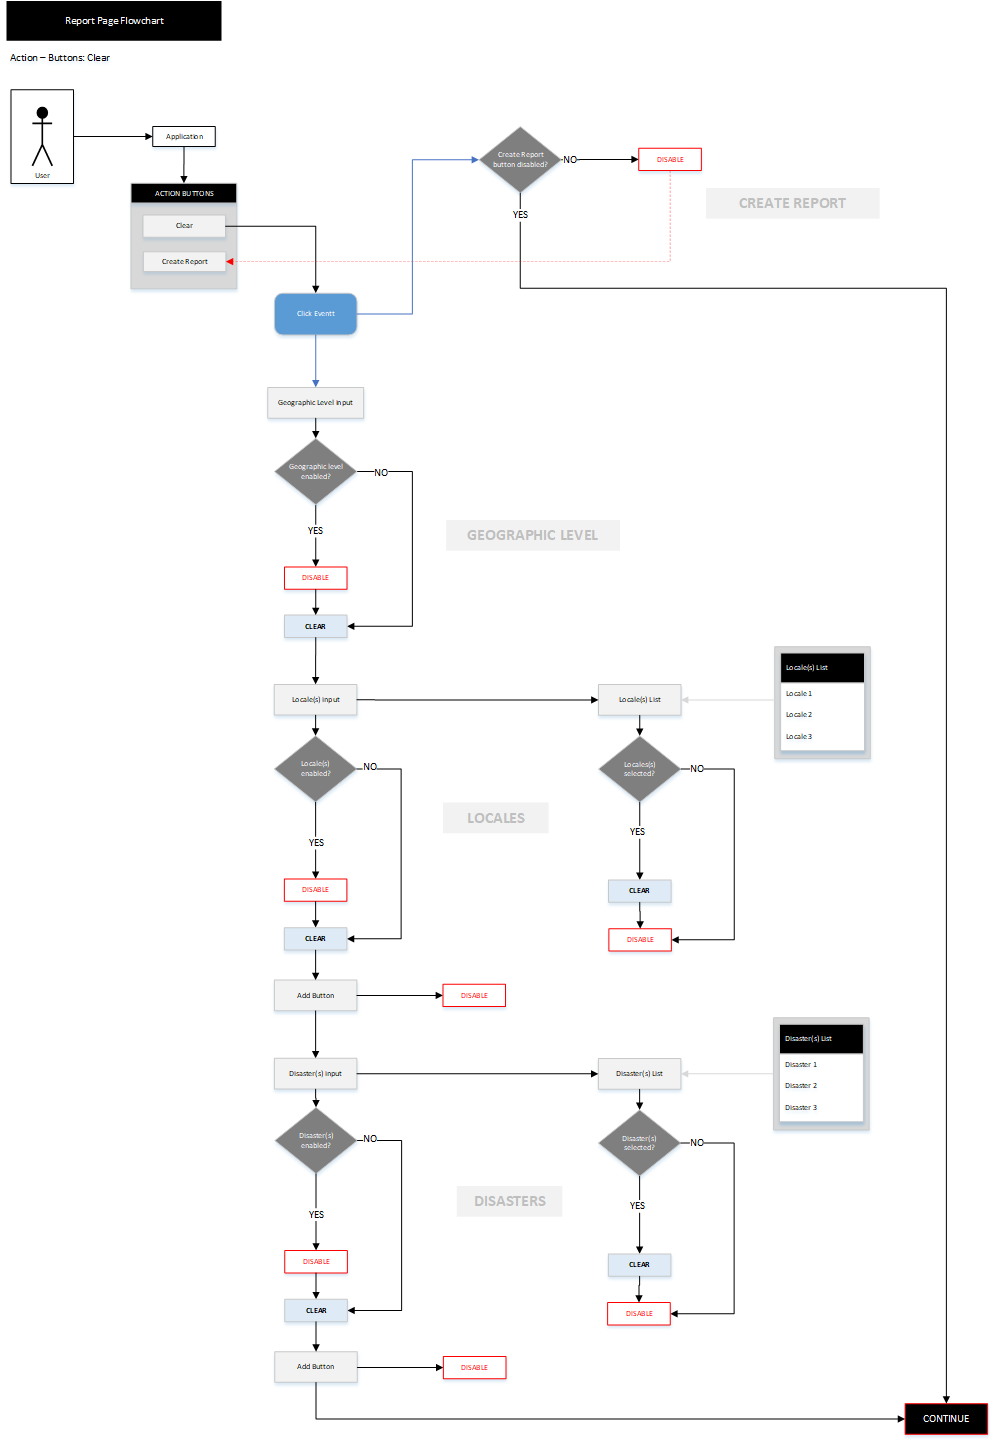 Report Page Flowchart
Action – Buttons: Clear
User
Application
ACTION BUTTONS
Clear
Create Report
Click Eventt
Create Report
button disabled?
NO
DISABLE
YES
CREATE REPORT
Geographic Level Input
Geographic level
enabled?
NO
YES
DISABLE
CLEAR
GEOGRAPHIC LEVEL
Locale(s) Input
Locale(s) List
Locale(s) List
Locale 1
Locale 2
Locale 3
Locale(s)
enabled?
NO
YES
DISABLE
CLEAR
LOCALES
Locales(s)
selected?
NO
YES
CLEAR
DISABLE
Add Button
DISABLE
Disaster(s) Input
Disaster(s) List
Disaster(s) List
Disaster 1
Disaster 2
Disaster 3
Disaster(s)
enabled?
NO
YES
DISABLE
CLEAR
DISASTERS
Disaster(s)
selected?
NO
YES
CLEAR
DISABLE
Add Button
DISABLE
CONTINUE